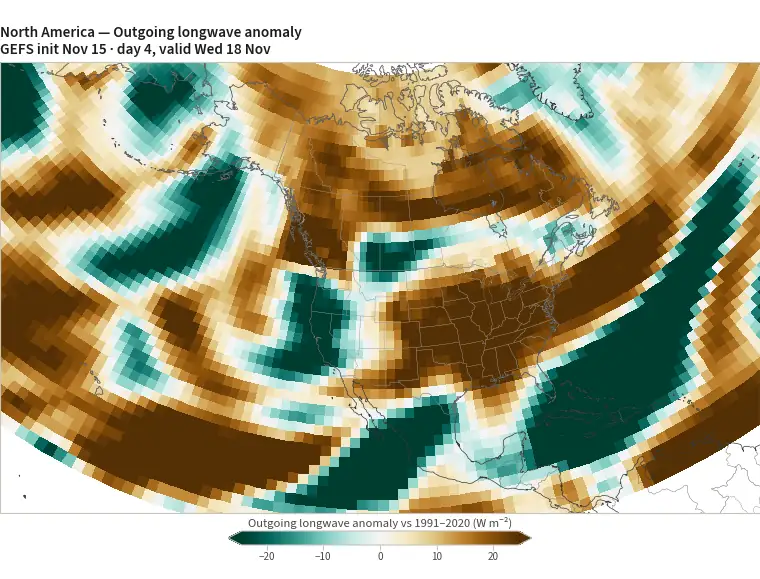 North America — Outgoing longwave anomaly
GEFS init Nov 15 · day 4, valid Wed 18 Nov
Outgoing longwave anomaly vs 1991–2020 (W m⁻²)
−20 −10 0 10 20